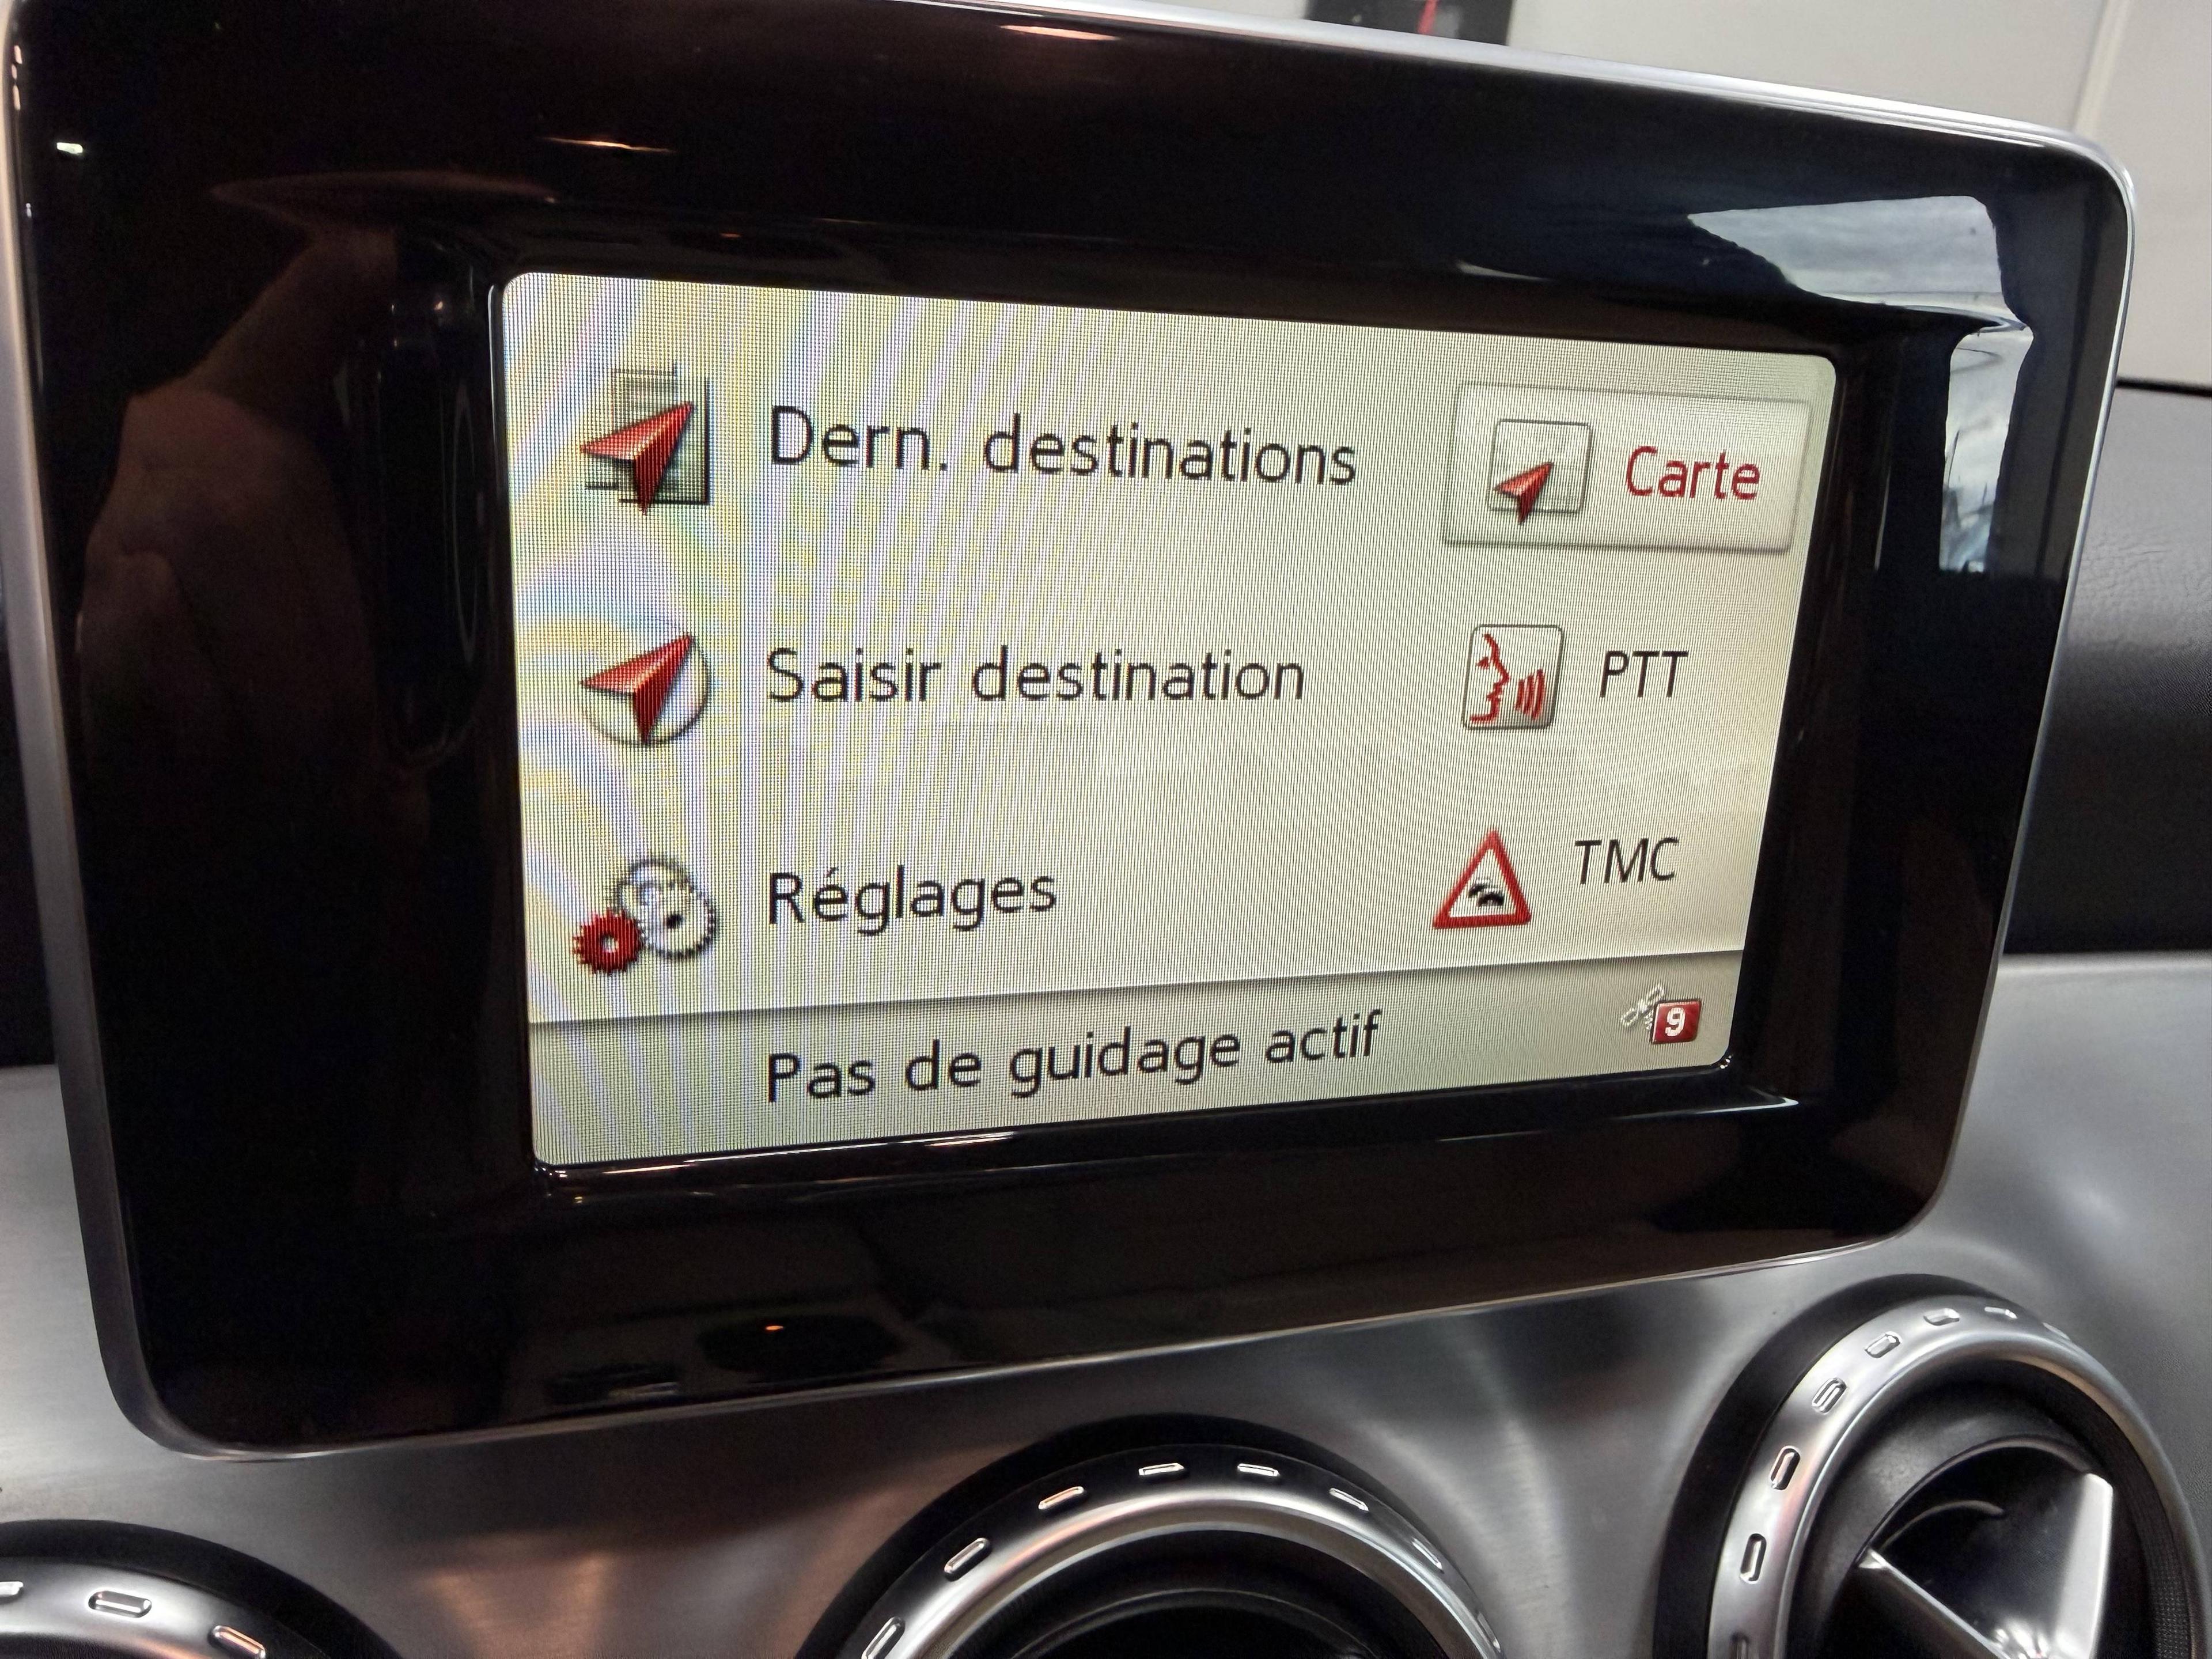 Dern. destinations
Carte
Saisir destination
PTT
Réglages
TMC
Pas de guidage actif
9